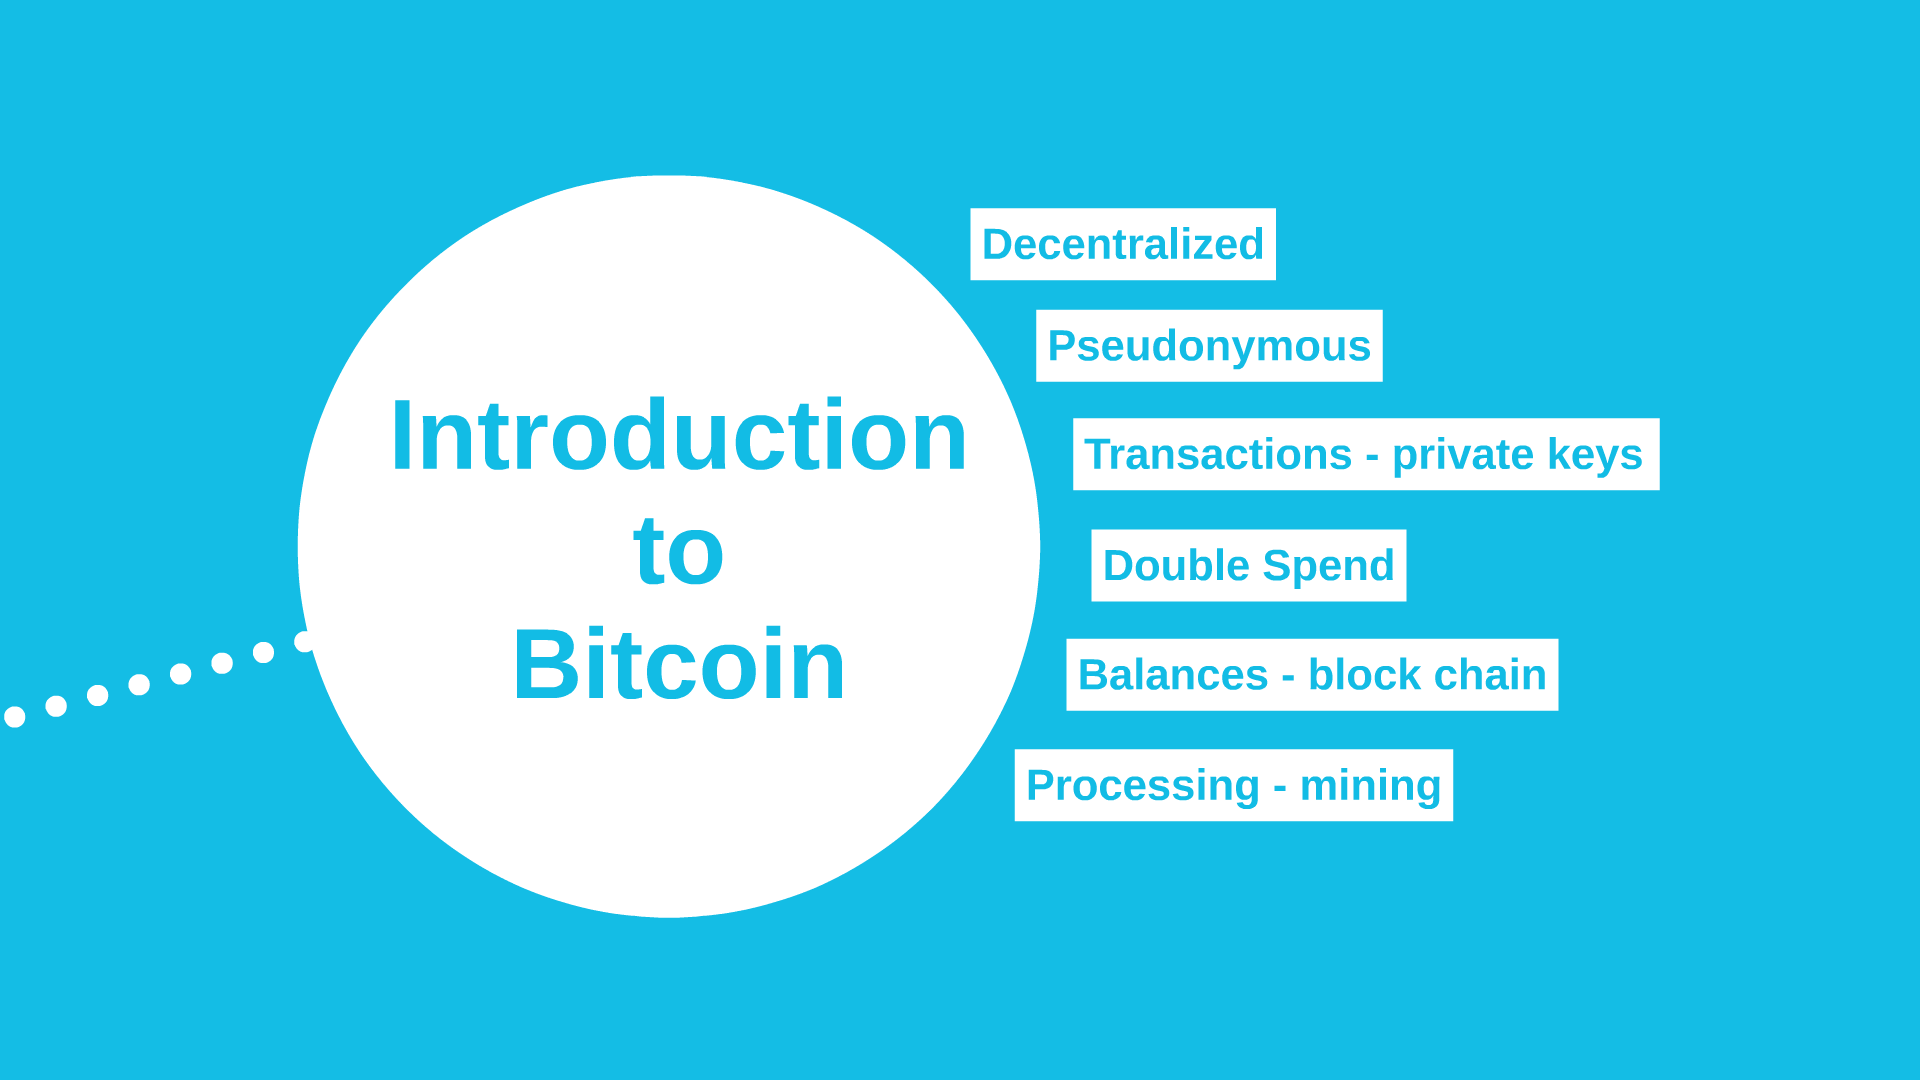 Introduction
to
Bitcoin
Decentralized
Pseudonymous
Transactions - private keys
Double Spend
Balances - block chain
Processing - mining